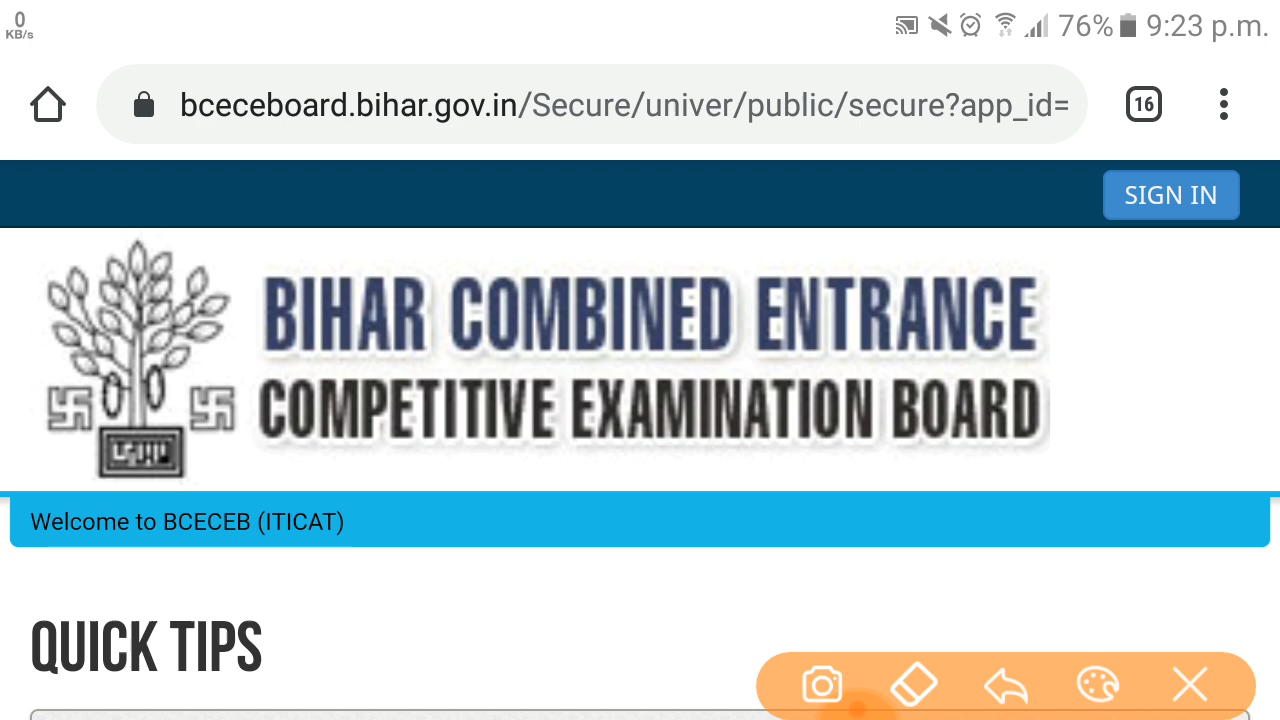 0
KB/s
76% 9:23 p.m.
bceceboard.bihar.gov.in/Secure/univer/public/secure?app_id=
16
SIGN IN
BIHAR COMBINED ENTRANCE
COMPETITIVE EXAMINATION BOARD
Welcome to BCECEB (ITICAT)
QUICK TIPS